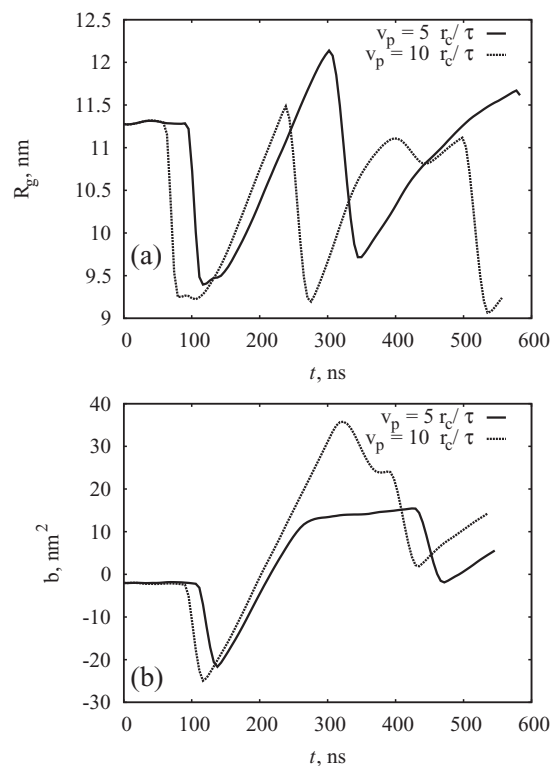 12.5
12
11.5
11
10.5
10
9.5
9
R_g, nm
v_p = 5 r_c/ τ
v_p = 10 r_c/ τ
(a)
0 100 200 300 400 500 600
t, ns
40
30
20
10
0
-10
-20
-30
b, nm²
v_p = 5 r_c/ τ
v_p = 10 r_c/ τ
(b)
0 100 200 300 400 500 600
t, ns